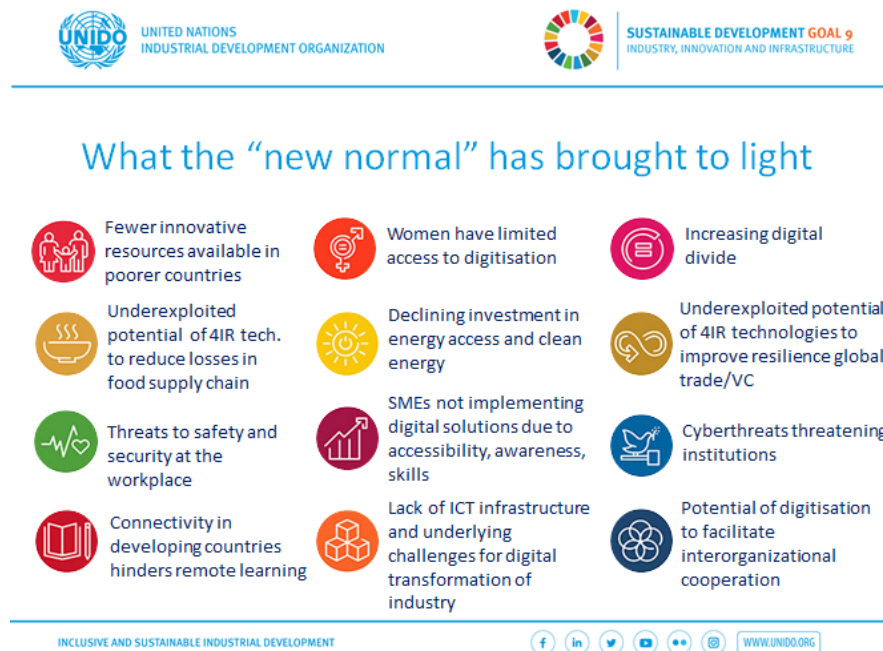 UNIDO
UNITED NATIONS
INDUSTRIAL DEVELOPMENT ORGANIZATION
SUSTAINABLE DEVELOPMENT GOAL 9
INDUSTRY, INNOVATION AND INFRASTRUCTURE
What the “new normal” has brought to light
Fewer innovative
resources available in
poorer countries
Women have limited
access to digitisation
Increasing digital
divide
Underexploited
potential of 4IR tech.
to reduce losses in
food supply chain
Declining investment in
energy access and clean
energy
Underexploited potential
of 4IR technologies to
improve resilience global
trade/VC
Threats to safety and
security at the
workplace
SMEs not implementing
digital solutions due to
accessibility, awareness,
skills
Cyberthreats threatening
institutions
Connectivity in
developing countries
hinders remote learning
Lack of ICT infrastructure
and underlying
challenges for digital
transformation of
industry
Potential of digitisation
to facilitate
interorganizational
cooperation
INCLUSIVE AND SUSTAINABLE INDUSTRIAL DEVELOPMENT
WWW.UNIDO.ORG